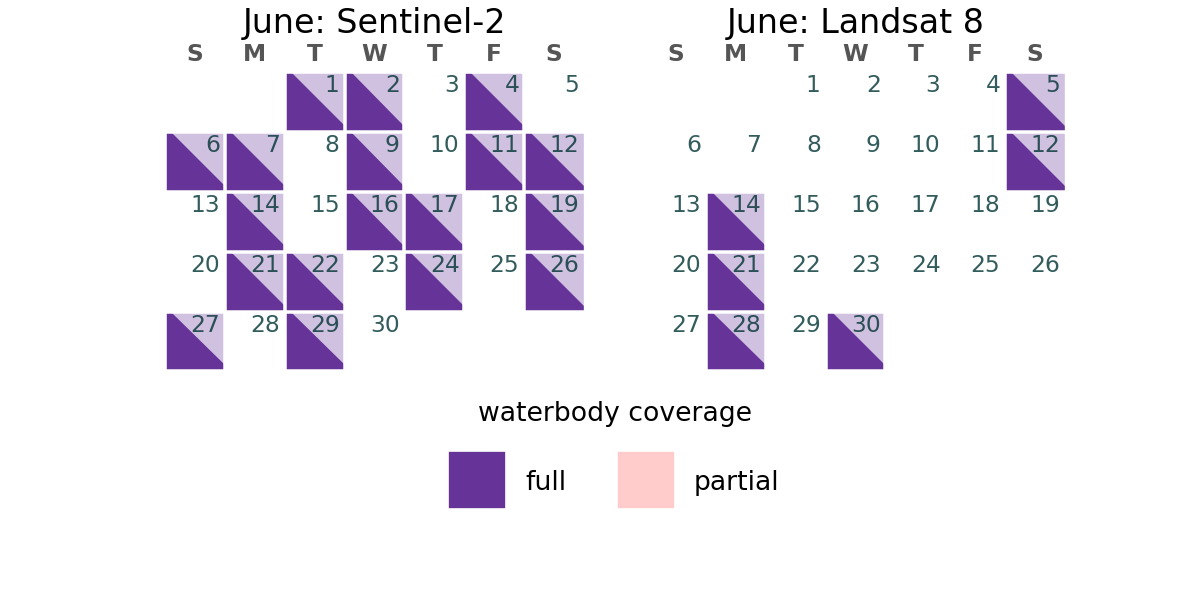 June: Sentinel-2
S M T W T F S
1 2 3 4 5
6 7 8 9 10 11 12
13 14 15 16 17 18 19
20 21 22 23 24 25 26
27 28 29 30
June: Landsat 8
S M T W T F S
1 2 3 4 5
6 7 8 9 10 11 12
13 14 15 16 17 18 19
20 21 22 23 24 25 26
27 28 29 30
waterbody coverage
full
partial